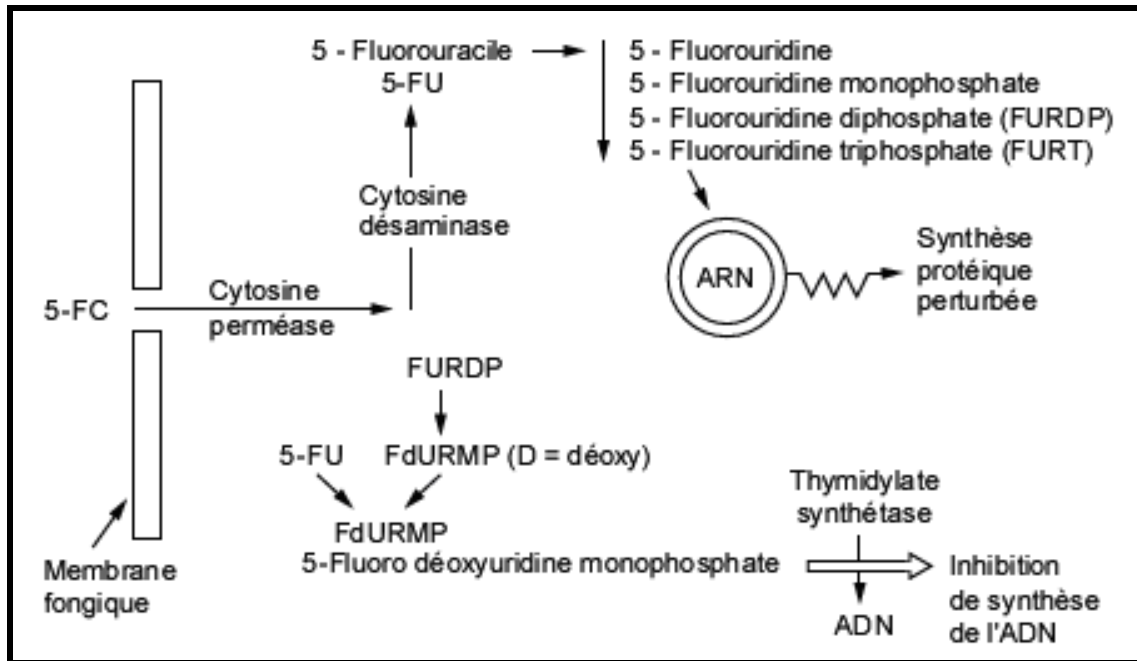 5 - Fluorouracile
5-FU
5 - Fluorouridine
5 - Fluorouridine monophosphate
5 - Fluorouridine diphosphate (FURDP)
5 - Fluorouridine triphosphate (FURT)
Cytosine
désaminase
ARN
Synthèse
protéique
perturbée
5-FC
Cytosine
perméase
FURDP
5-FU
FdURMP (D = déoxy)
FdURMP
5-Fluoro déoxyuridine monophosphate
Thymidylate
synthétase
ADN
Inhibition
de synthèse
de l'ADN
Membrane
fongique